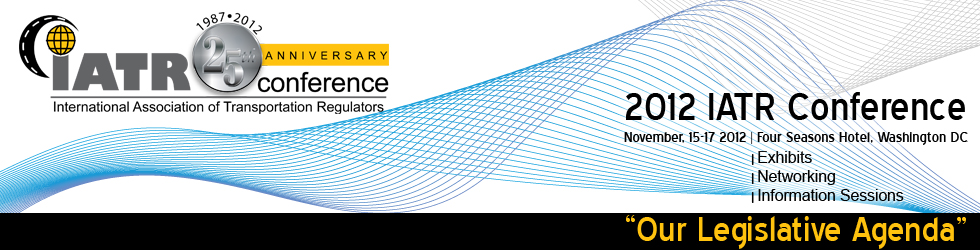 1987•2012
IATR 25th ANNIVERSARY
conference
International Association of Transportation Regulators
2012 IATR Conference
November, 15-17 2012 | Four Seasons Hotel, Washington DC
Exhibits
Networking
Information Sessions
“Our Legislative Agenda”